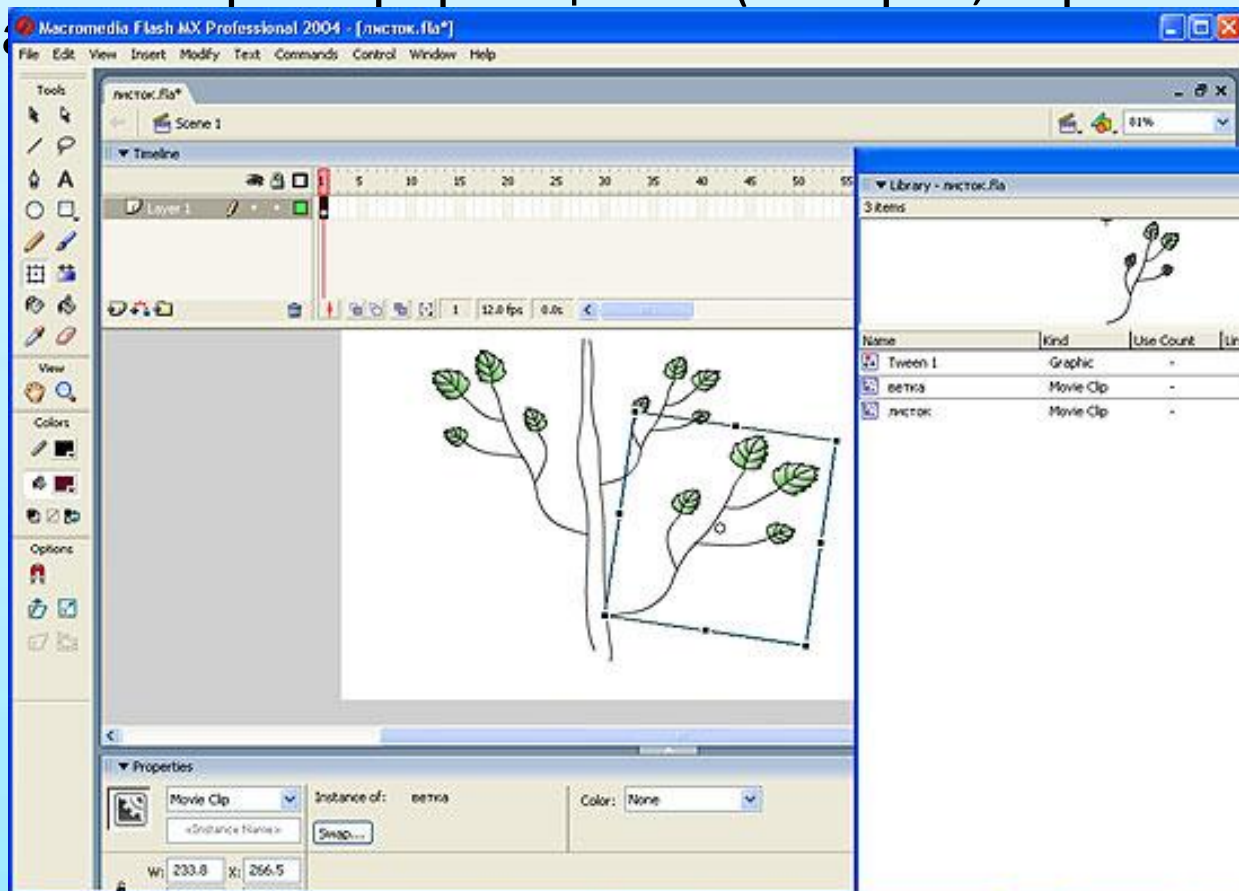 Macromedia Flash MX Professional 2004 - [листок.fla*]
File Edit View Insert Modify Text Commands Control Window Help
Tools
листок.fla*
Scene 1
81%
Timeline
1 5 10 15 20 25 30 35 40 45 50 55
Layer 1
1 12.0 fps 0.0s
View
Colors
Options
Library - листок.fla
3 items
Name Kind Use Count Lin
Tween 1 Graphic -
ветка Movie Clip -
листок Movie Clip -
Properties
Movie Clip Instance of: ветка Color: None
<Instance Name> Swap...
W: 233.8 X: 266.5